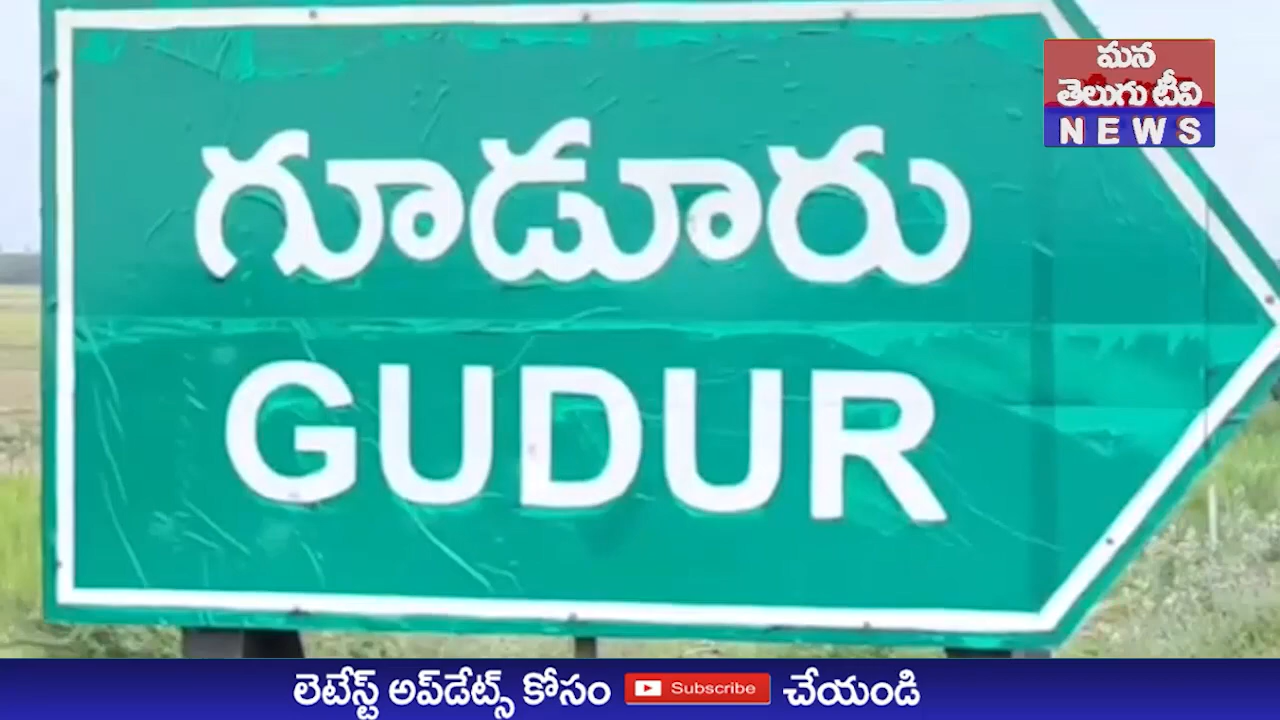 మన
తెలుగు టీవి
NEWS
గూడూరు
GUDUR
లెటేస్ట్ అప్‌డేట్స్ కోసం Subscribe చేయండి